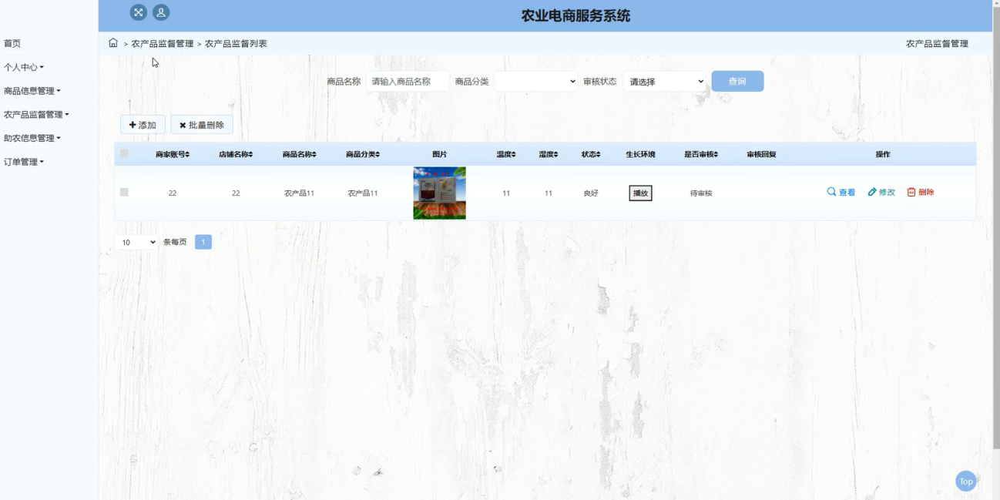 农业电商服务系统
> 农产品监督管理 > 农产品监督列表
农产品监督管理
首页
个人中心
商品信息管理
农产品监督管理
助农信息管理
订单管理
商品名称 请输入商品名称 商品分类 审核状态 请选择 查询
添加 批量删除
商家账号 店铺名称 商品名称 商品分类 图片 温度 湿度 状态 生长环境 是否审核 审核回复 操作
22 22 农产品11 农产品11 11 11 良好 播放 待审核 查看 修改 删除
10 条每页 1
Top